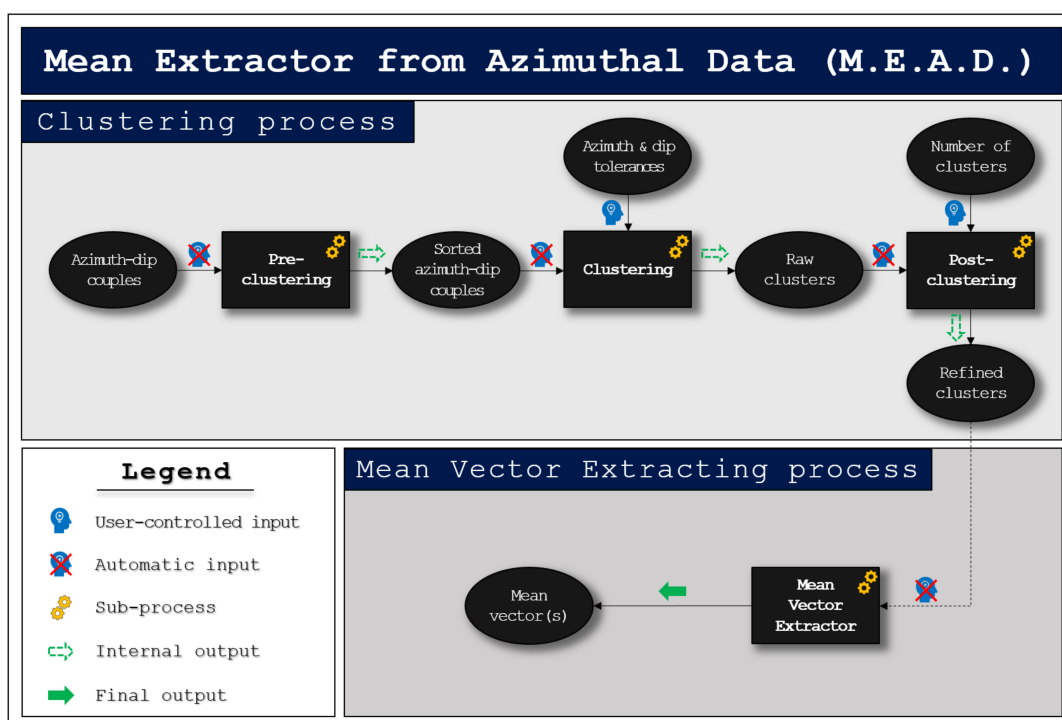 Mean Extractor from Azimuthal Data (M.E.A.D.)
Clustering process
Azimuth & dip
tolerances
Number of
clusters
Azimuth-dip
couples
Pre-
clustering
Sorted
azimuth-dip
couples
Clustering
Raw
clusters
Post-
clustering
Refined
clusters
Legend
User-controlled input
Automatic input
Sub-process
Internal output
Final output
Mean Vector Extracting process
Mean
vector(s)
Mean
Vector
Extractor